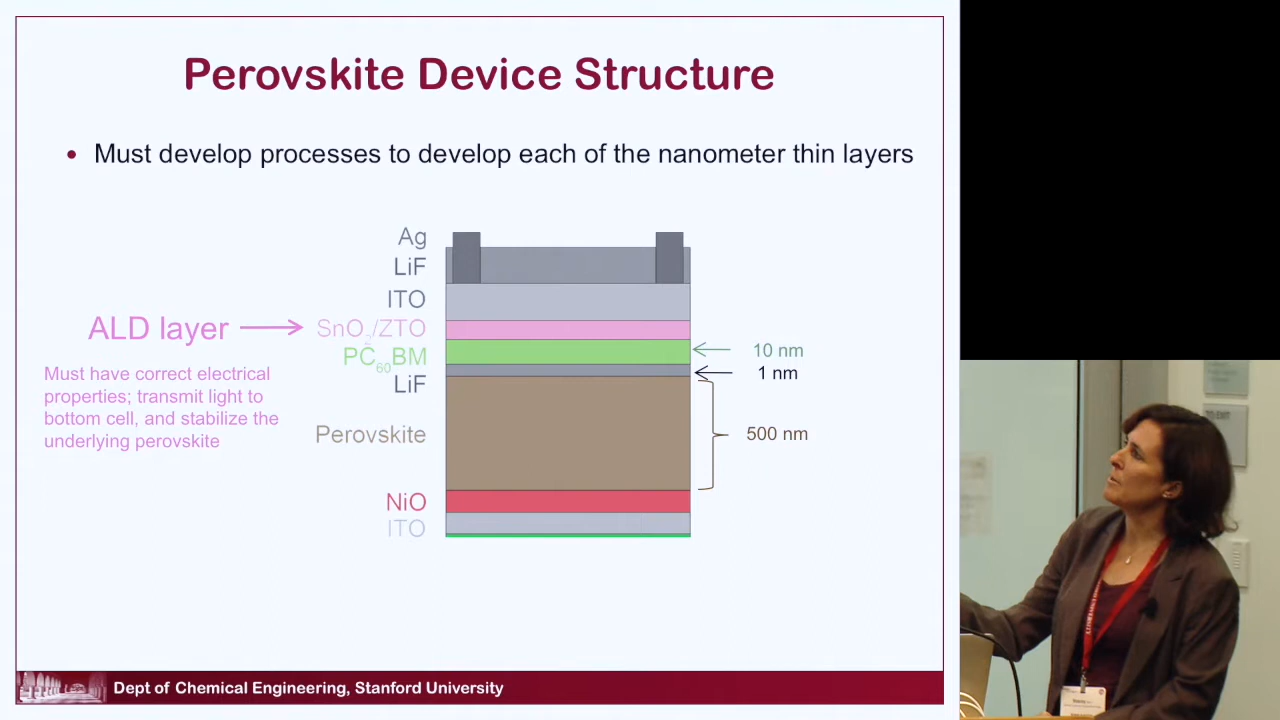 Perovskite Device Structure
• Must develop processes to develop each of the nanometer thin layers
Ag
LiF
ITO
ALD layer
SnO2/ZTO
PC60BM
LiF
Perovskite
NiO
ITO
10 nm
1 nm
500 nm
Must have correct electrical
properties; transmit light to
bottom cell, and stabilize the
underlying perovskite
Dept of Chemical Engineering, Stanford University